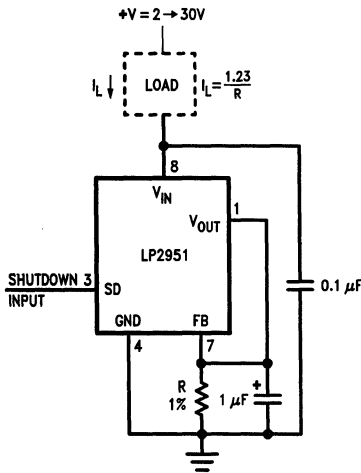 +V = 2 → 30V
I_L ↓
LOAD
I_L = 1.23/R
8
V_IN
1
V_OUT
LP2951
SHUTDOWN 3
INPUT
SD
0.1 μF
GND
FB
4
7
R
1%
1 μF
+